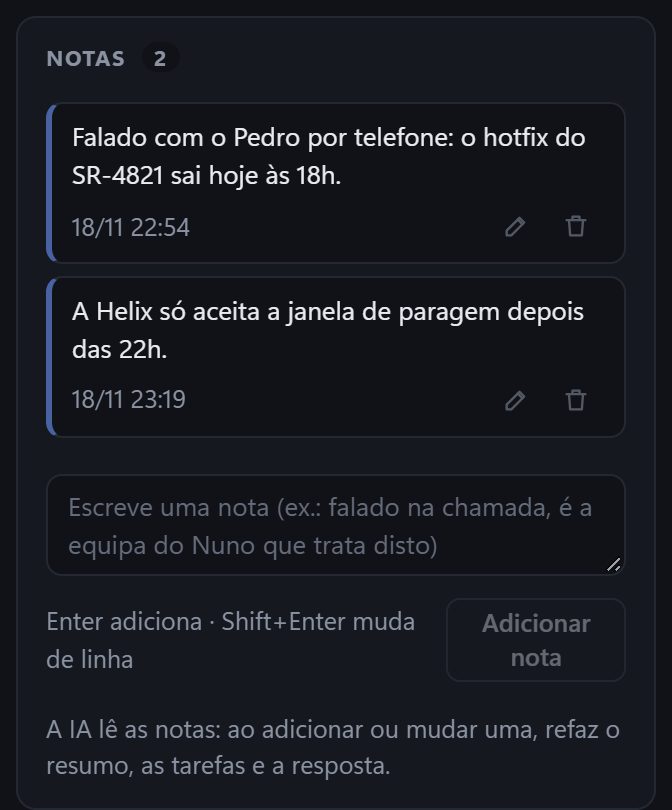 NOTAS 2
Falado com o Pedro por telefone: o hotfix do
SR-4821 sai hoje às 18h.
18/11 22:54
A Helix só aceita a janela de paragem depois
das 22h.
18/11 23:19
Escreve uma nota (ex.: falado na chamada, é a
equipa do Nuno que trata disto)
Enter adiciona · Shift+Enter muda
de linha
Adicionar
nota
A IA lê as notas: ao adicionar ou mudar uma, refaz o
resumo, as tarefas e a resposta.